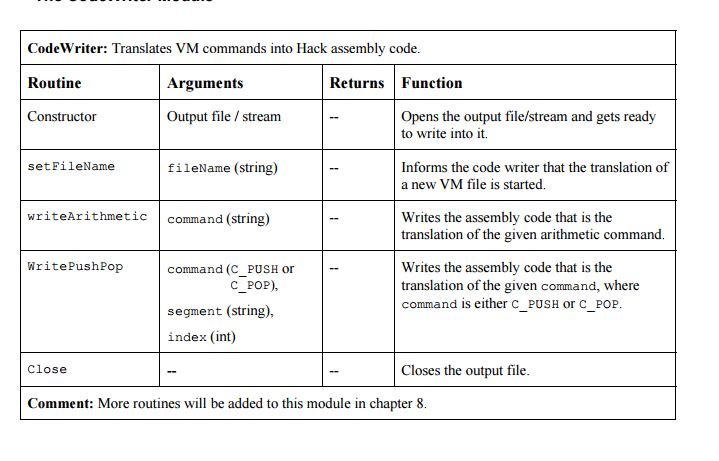 The CodeWriter Module
CodeWriter: Translates VM commands into Hack assembly code.
Routine Arguments Returns Function
Constructor Output file / stream -- Opens the output file/stream and gets ready
to write into it.
setFileName fileName (string) -- Informs the code writer that the translation of
a new VM file is started.
writeArithmetic command (string) -- Writes the assembly code that is the
translation of the given arithmetic command.
WritePushPop command (C_PUSH or -- Writes the assembly code that is the
C_POP), translation of the given command, where
segment (string), command is either C_PUSH or C_POP.
index (int)
Close -- -- Closes the output file.
Comment: More routines will be added to this module in chapter 8.